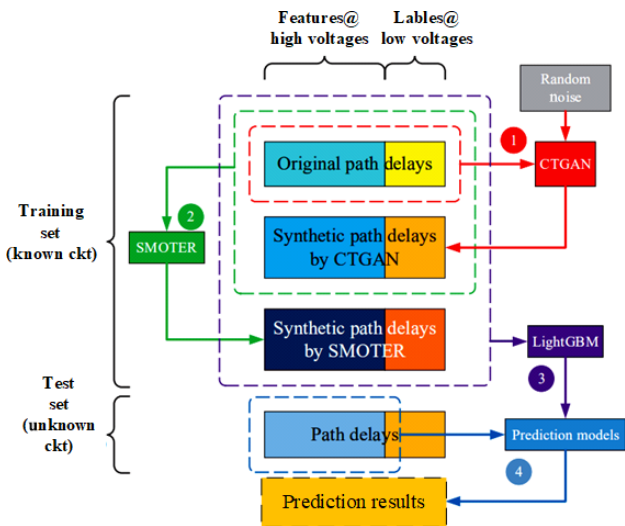 Features@
high voltages
Lables@
low voltages
Random
noise
1
CTGAN
Original path delays
Training
set
(known ckt)
2
SMOTER
Synthetic path delays
by CTGAN
Synthetic path delays
by SMOTER
LightGBM
3
Test
set
(unknown
ckt)
Path delays
Prediction models
4
Prediction results